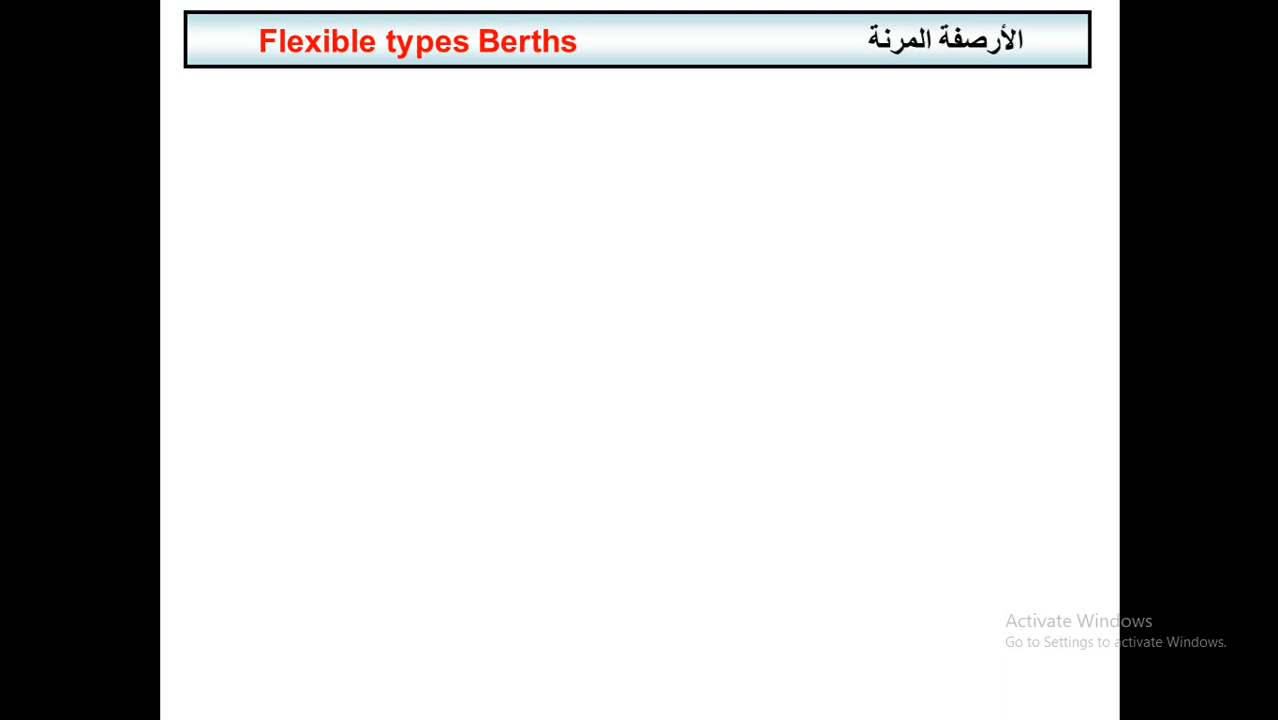 Flexible types Berths الأرصفة المرنة
Activate Windows
Go to Settings to activate Windows.